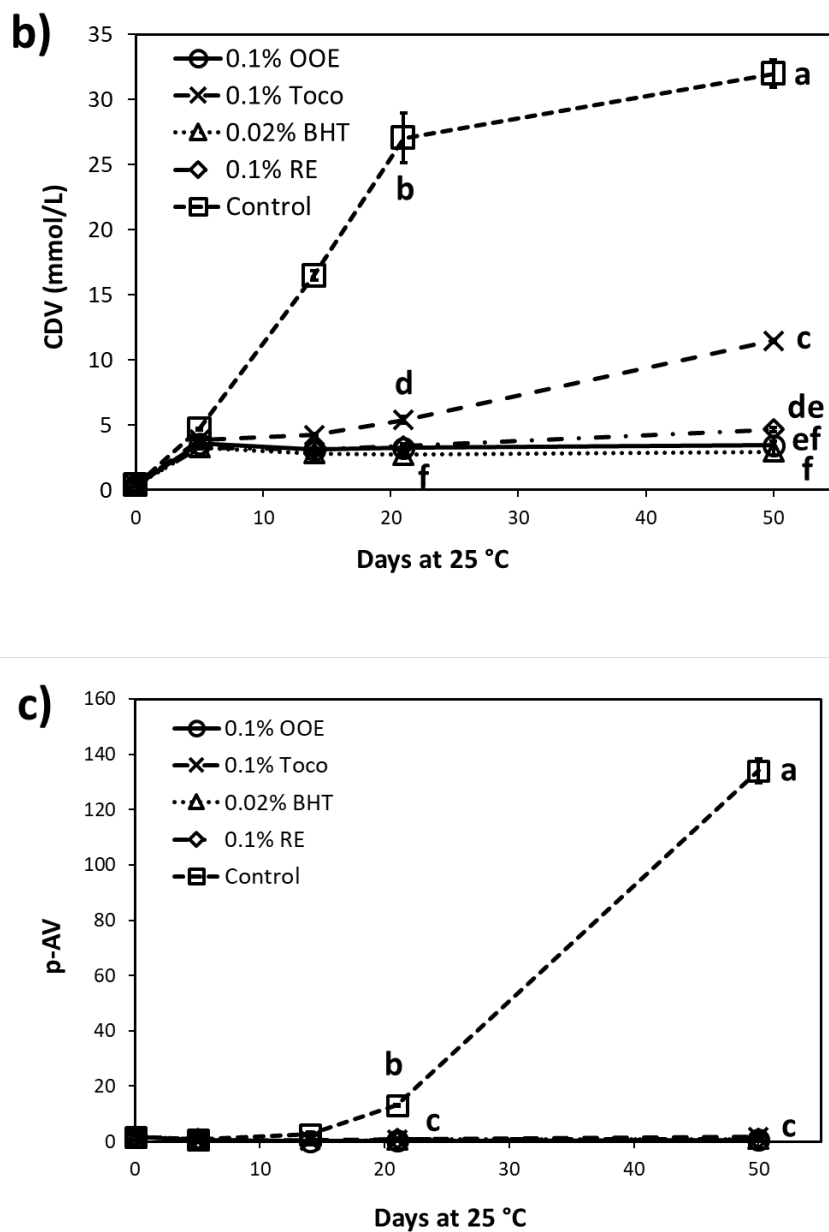 b)
35
30
25
20
15
10
5
0
CDV (mmol/L)
0.1% OOE
0.1% Toco
0.02% BHT
0.1% RE
Control
a
b
c
d
de
ef
f
f
0 10 20 30 40 50
Days at 25 °C
c)
160
140
120
100
80
60
40
20
0
p-AV
0.1% OOE
0.1% Toco
0.02% BHT
0.1% RE
Control
a
b
c
c
0 10 20 30 40 50
Days at 25 °C